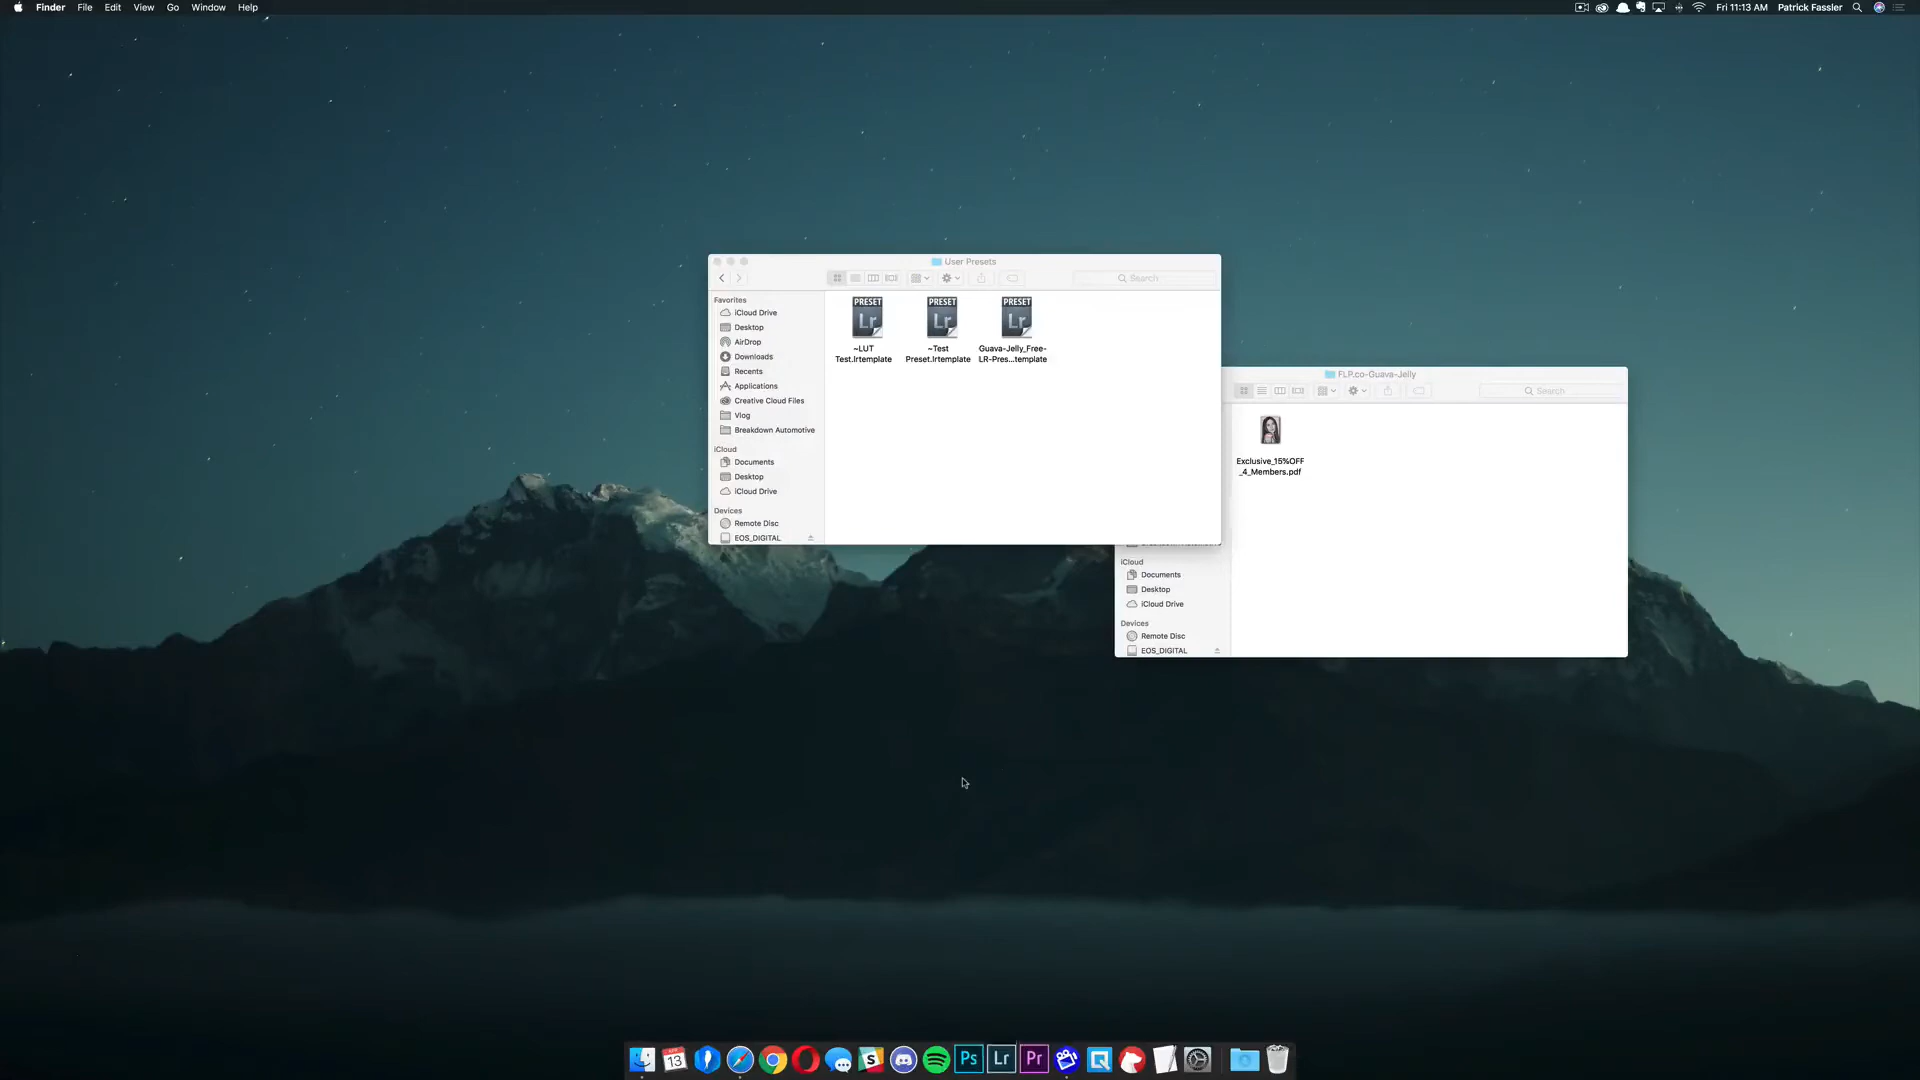 Finder File Edit View Go Window Help
Fri 11:13 AM Patrick Fassler
User Presets
Search
Favorites
iCloud Drive
Desktop
AirDrop
Downloads
Recents
Applications
Creative Cloud Files
Vlog
Breakdown Automotive
iCloud
Documents
Desktop
iCloud Drive
Devices
Remote Disc
EOS_DIGITAL
PRESET
Lr
~LUT
Test.lrtemplate
PRESET
Lr
~Test
Preset.lrtemplate
PRESET
Lr
Guava-Jelly_Free-
LR-Pres...template
FLP.co-Guava-Jelly
Search
Exclusive_15%OFF
_4_Members.pdf
iCloud
Documents
Desktop
iCloud Drive
Devices
Remote Disc
EOS_DIGITAL
13
S
Ps
Lr
Pr